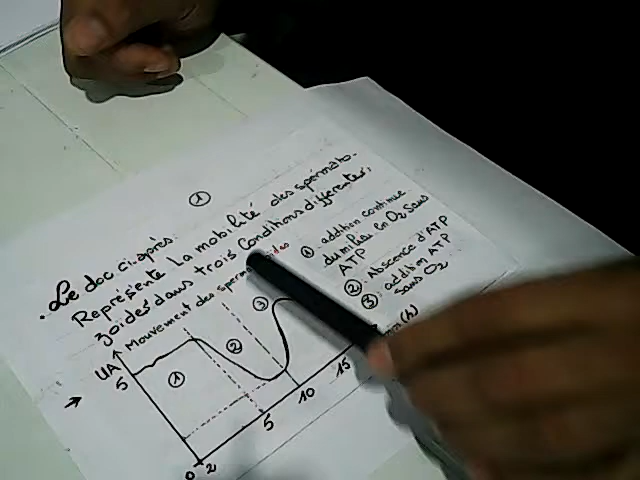 ①
. Le doc ci-après:
Représente la mobilité des spermato-
zoïdes dans trois Conditions différentes,
① : addition continue
du milieu en O2 sans
ATP
② : Abscence d'ATP
③ : addition ATP
sans O2
Mouvement des
UA
5
①
②
③
0 2
5
10
15
(h)